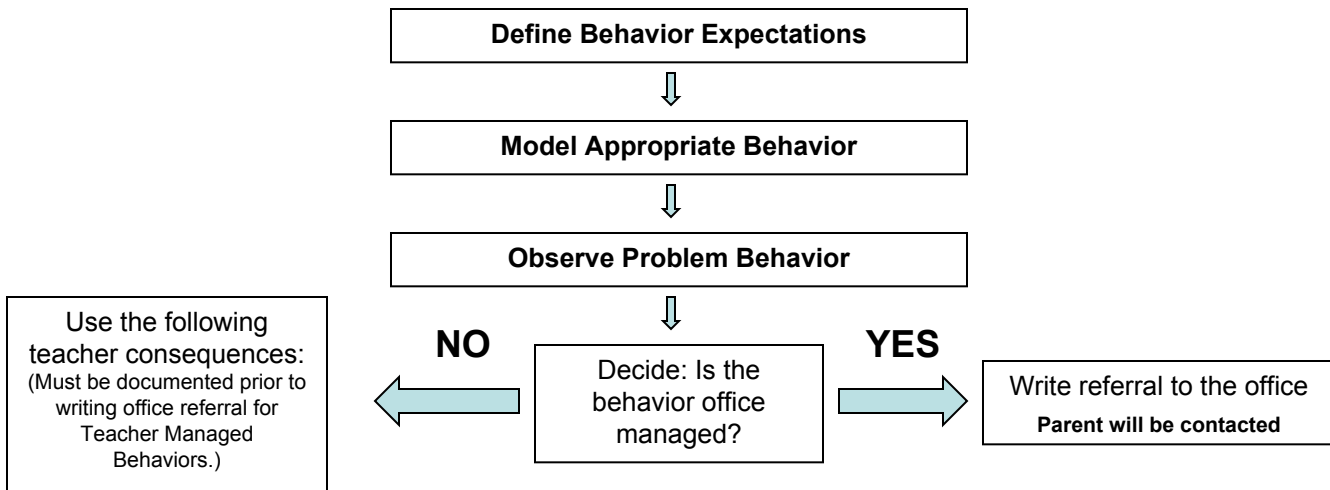 Define Behavior Expectations
Model Appropriate Behavior
Observe Problem Behavior
Use the following
teacher consequences:
(Must be documented prior to
writing office referral for
Teacher Managed
Behaviors.)
NO
Decide: Is the
behavior office
managed?
YES
Write referral to the office
Parent will be contacted